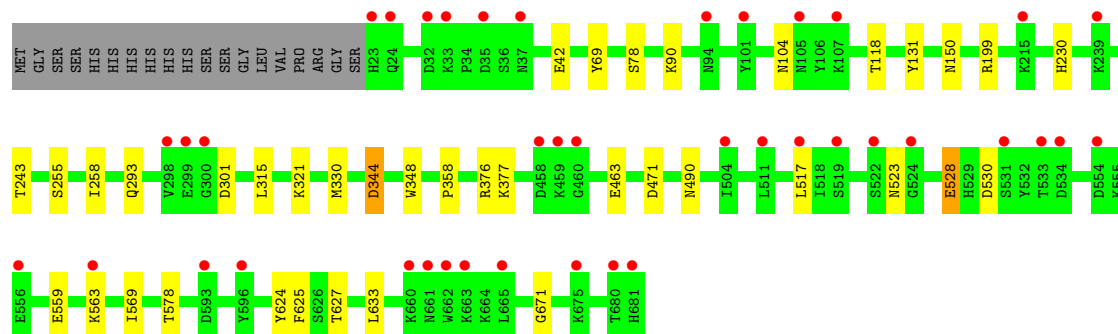 MET GLY SER SER HIS HIS HIS HIS HIS HIS SER SER GLY LEU VAL PRO ARG GLY SER H23 Q24 D32 K33 P34 D35 S36 N37 E42 Y69 S78 K90 N94 Y101 N104 N105 Y106 K107 T118 Y131 N150 R199 K215 H230 K239
T243 S255 I258 Q293 V298 E299 G300 D301 L315 K321 M330 D344 W348 P358 R376 K377 D458 K459 G460 E463 D471 N490 I504 L511 L517 I518 S519 S522 N523 G524 E528 H529 D530 S531 Y532 T533 D534 D554 K555
E556 E559 K563 I569 T578 D593 Y596 Y624 F625 S626 T627 L633 K660 N661 W662 K663 K664 L665 G671 K675 T680 H681